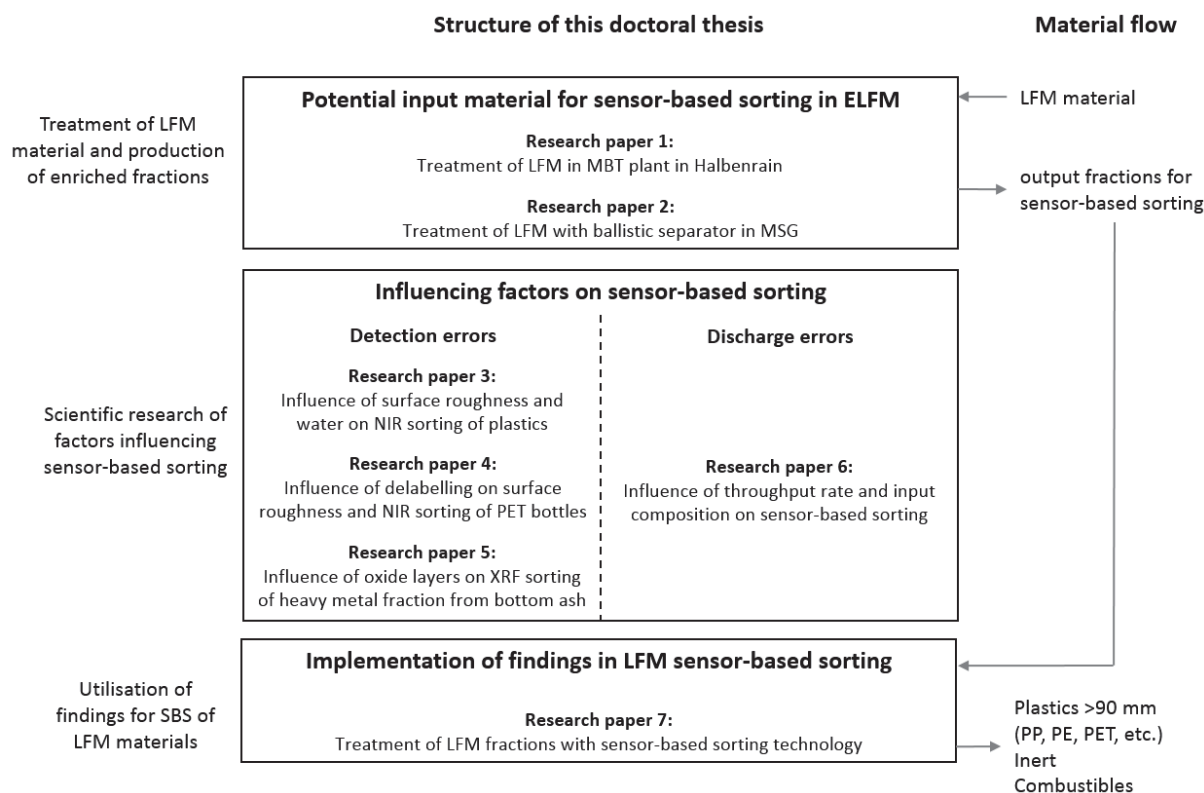 Structure of this doctoral thesis
Material flow
Treatment of LFM
material and production
of enriched fractions
Potential input material for sensor-based sorting in ELFM
Research paper 1:
Treatment of LFM in MBT plant in Halbenrain
Research paper 2:
Treatment of LFM with ballistic separator in MSG
LFM material
output fractions for
sensor-based sorting
Scientific research of
factors influencing
sensor-based sorting
Influencing factors on sensor-based sorting
Detection errors
Research paper 3:
Influence of surface roughness and
water on NIR sorting of plastics
Research paper 4:
Influence of delabelling on surface
roughness and NIR sorting of PET bottles
Research paper 5:
Influence of oxide layers on XRF sorting
of heavy metal fraction from bottom ash
Discharge errors
Research paper 6:
Influence of throughput rate and input
composition on sensor-based sorting
Utilisation of
findings for SBS of
LFM materials
Implementation of findings in LFM sensor-based sorting
Research paper 7:
Treatment of LFM fractions with sensor-based sorting technology
Plastics >90 mm
(PP, PE, PET, etc.)
Inert
Combustibles